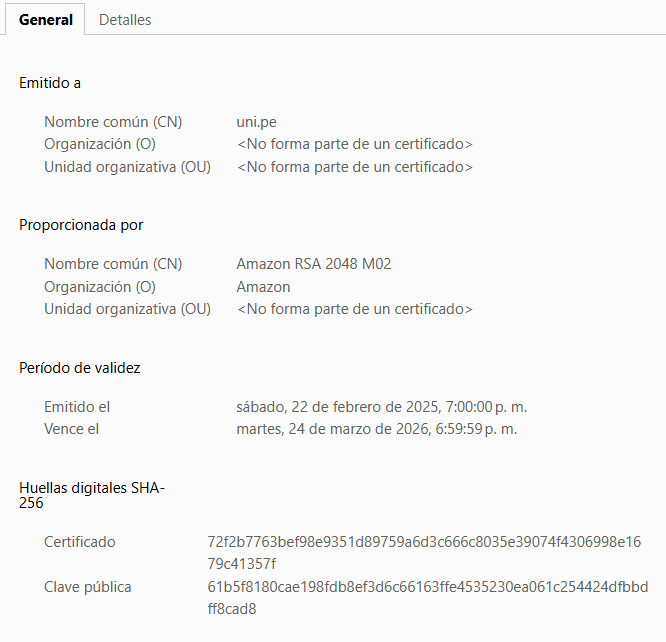 General Detalles
Emitido a
Nombre común (CN) uni.pe
Organización (O) <No forma parte de un certificado>
Unidad organizativa (OU) <No forma parte de un certificado>
Proporcionada por
Nombre común (CN) Amazon RSA 2048 M02
Organización (O) Amazon
Unidad organizativa (OU) <No forma parte de un certificado>
Período de validez
Emitido el sábado, 22 de febrero de 2025, 7:00:00 p. m.
Vence el martes, 24 de marzo de 2026, 6:59:59 p. m.
Huellas digitales SHA-
256
Certificado 72f2b7763bef98e9351d89759a6d3c666c8035e39074f4306998e16
79c41357f
Clave pública 61b5f8180cae198fdb8ef3d6c66163ffe4535230ea061c254424dfbbd
ff8cad8